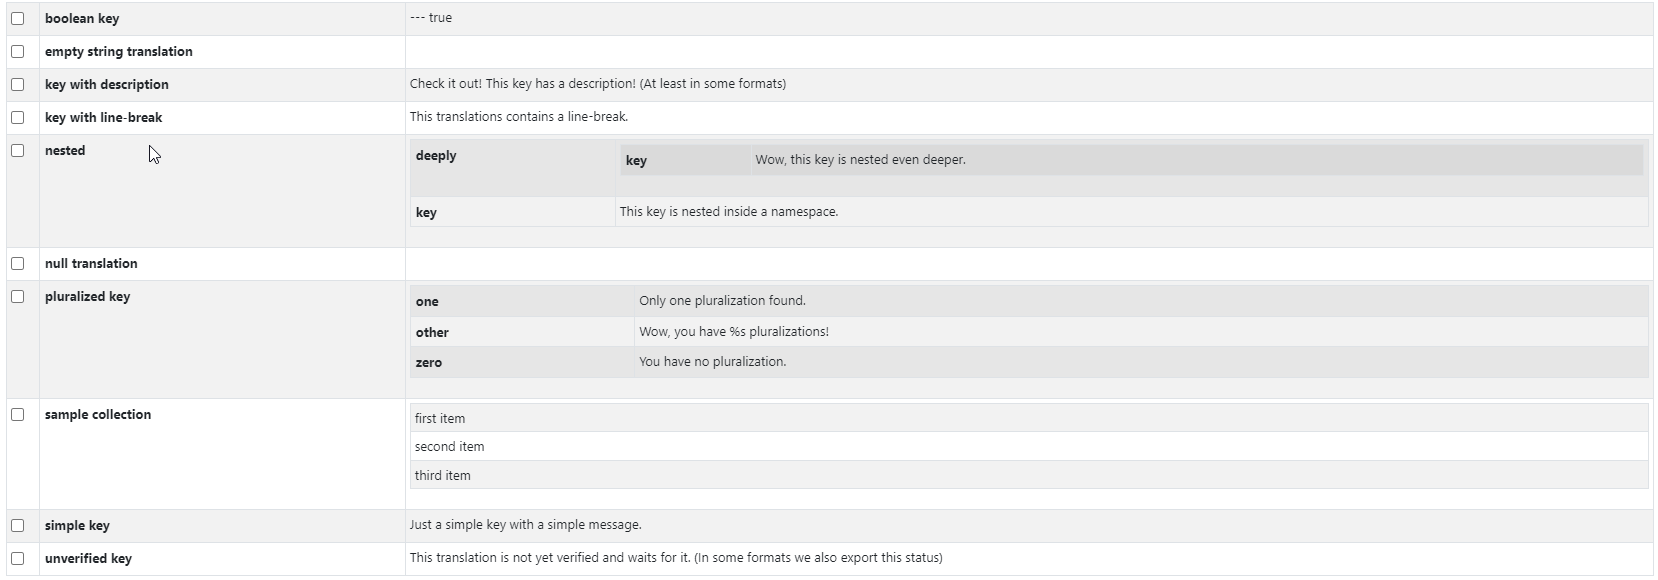 boolean key --- true
empty string translation
key with description Check it out! This key has a description! (At least in some formats)
key with line-break This translations contains a line-break.
nested deeply key Wow, this key is nested even deeper.
key This key is nested inside a namespace.
null translation
pluralized key one Only one pluralization found.
other Wow, you have %s pluralizations!
zero You have no pluralization.
sample collection first item
second item
third item
simple key Just a simple key with a simple message.
unverified key This translation is not yet verified and waits for it. (In some formats we also export this status)